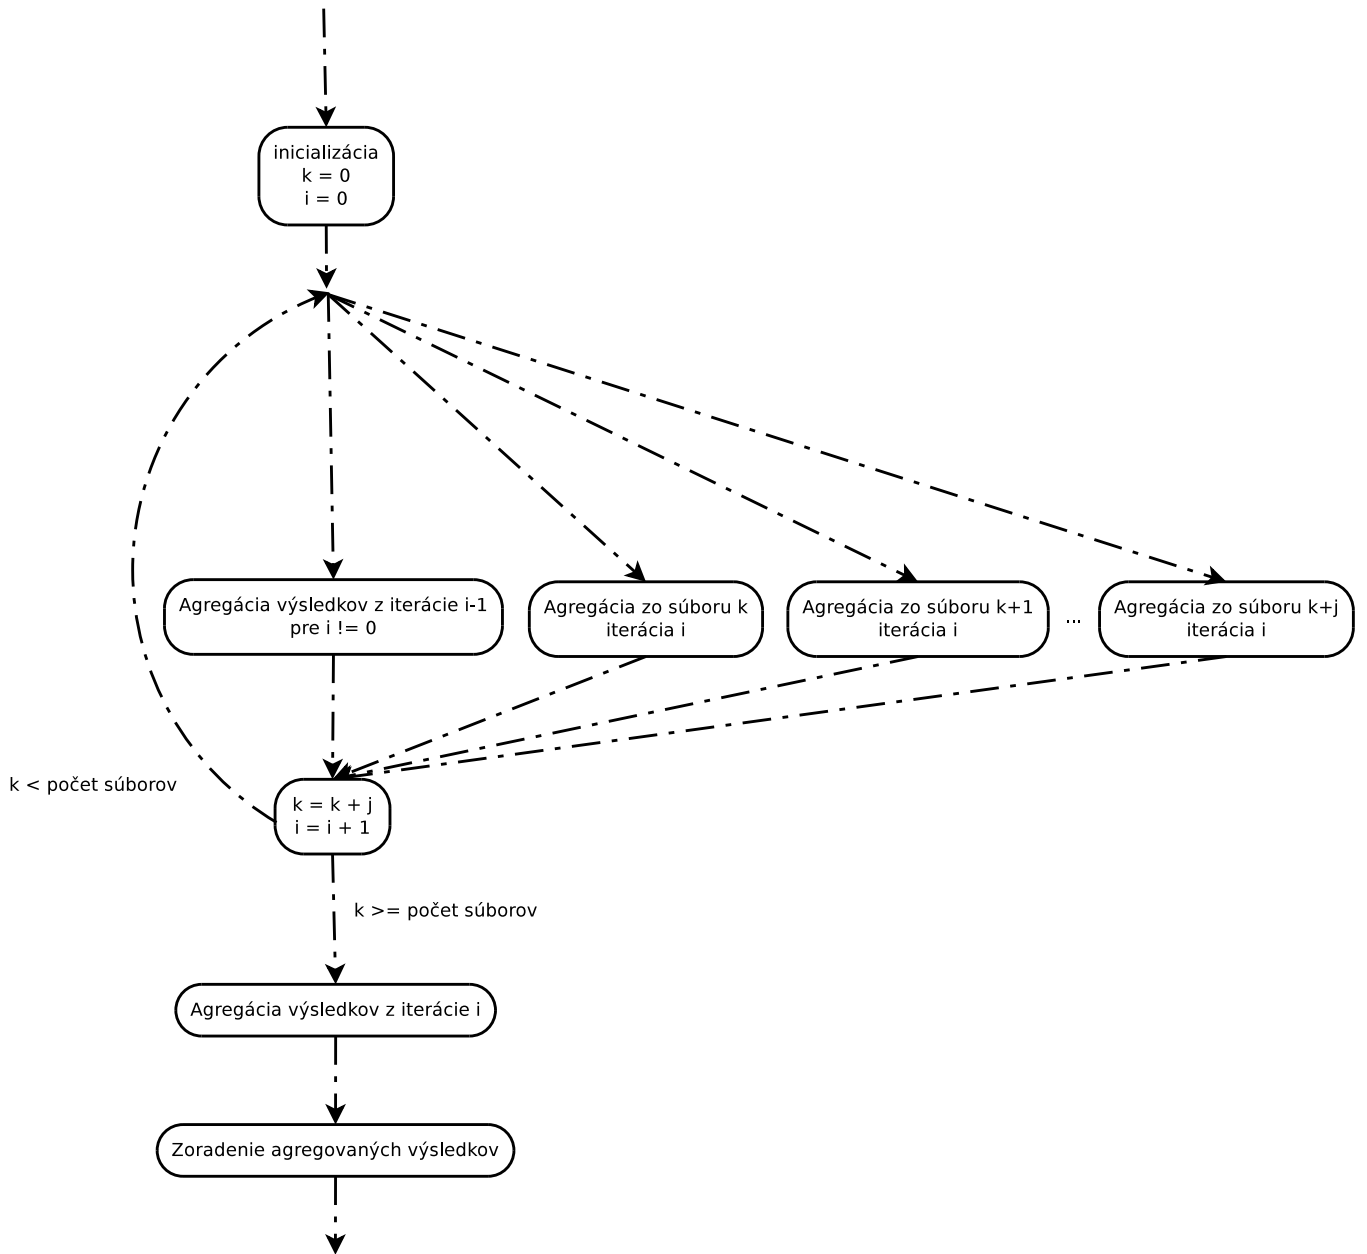 inicializácia
k = 0
i = 0
Agregácia výsledkov z iterácie i-1
pre i != 0
Agregácia zo súboru k
iterácia i
Agregácia zo súboru k+1
iterácia i
...
Agregácia zo súboru k+j
iterácia i
k < počet súborov
k = k + j
i = i + 1
k >= počet súborov
Agregácia výsledkov z iterácie i
Zoradenie agregovaných výsledkov